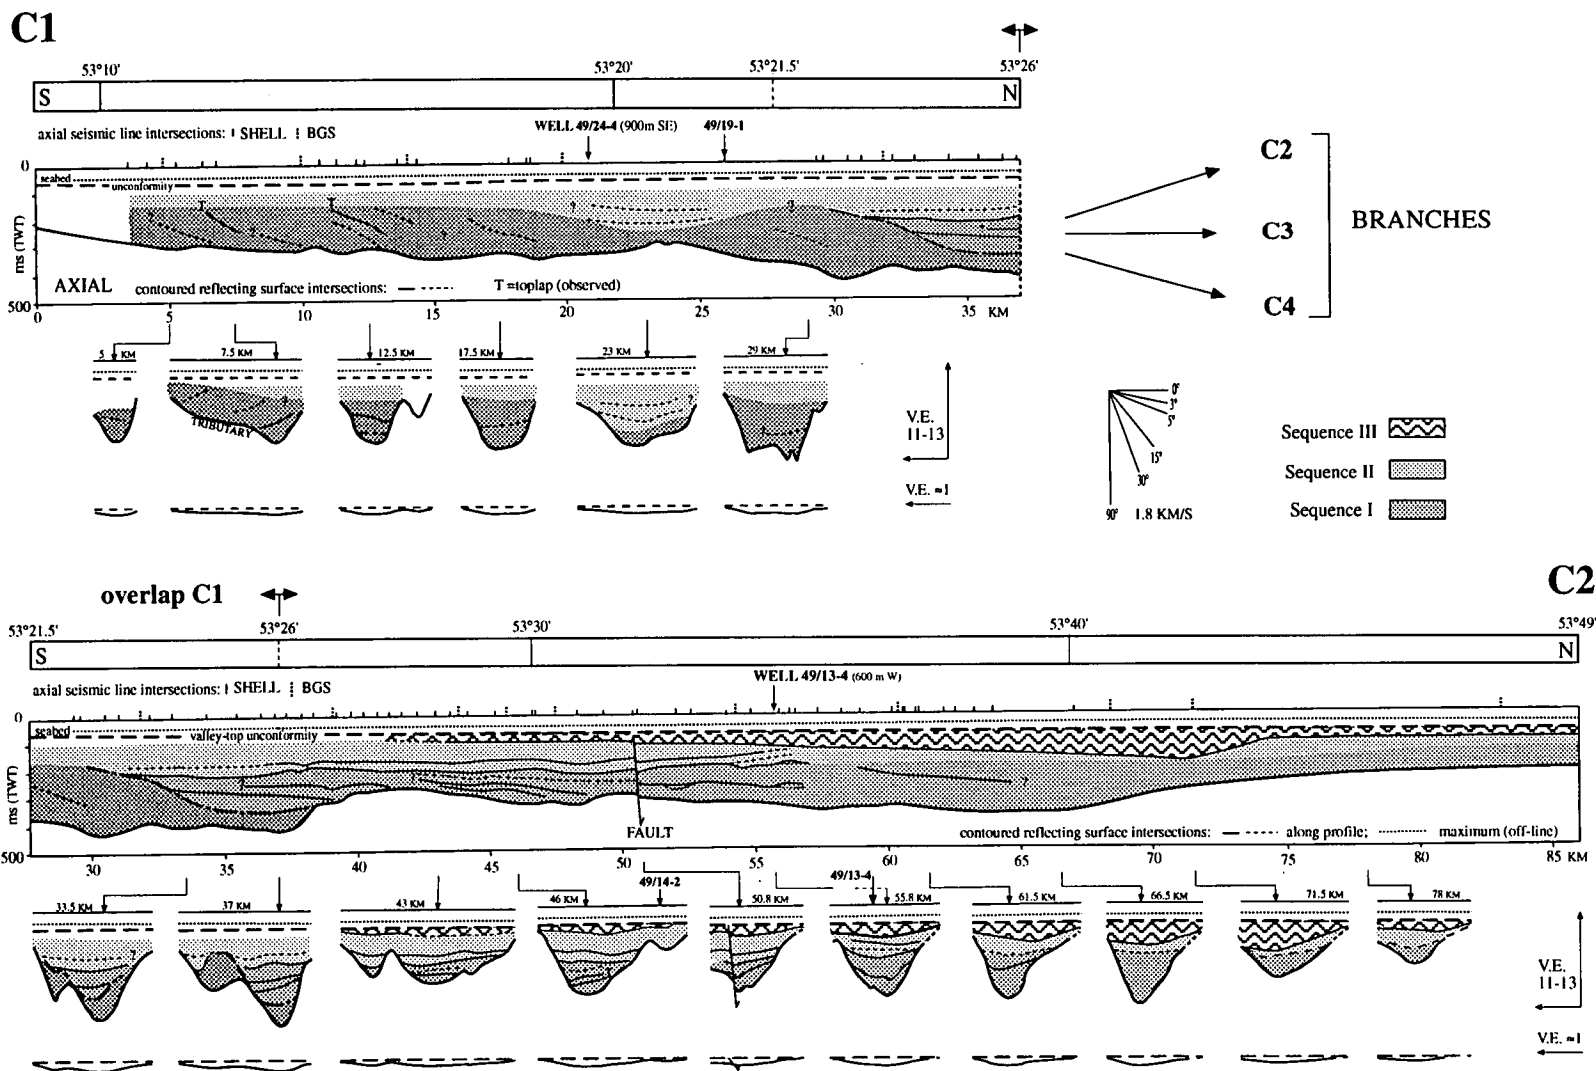 C1
53°10' 53°20' 53°21.5' 53°26'
S N
axial seismic line intersections: SHELL BGS
WELL 49/24-4 (900m SE) 49/19-1
0
seabed
unconformity
T T
? ? ? ? ?
ms (TWT)
AXIAL contoured reflecting surface intersections: T =toplap (observed)
500
0 5 10 15 20 25 30 35 KM
C2
C3
C4
BRANCHES
5 KM 7.5 KM 12.5 KM 17.5 KM 23 KM 29 KM
TRIBUTARY
V.E.
11-13
V.E. ≈1
0°
3°
5°
15°
30°
90° 1.8 KM/S
Sequence III
Sequence II
Sequence I
overlap C1
C2
53°21.5' 53°26' 53°30' 53°40' 53°49'
S N
axial seismic line intersections: SHELL BGS
WELL 49/13-4 (600 m W)
0
seabed
valley-top unconformity
ms (TWT)
FAULT
contoured reflecting surface intersections: along profile; maximum (off-line)
500
30 35 40 45 50 55 60 65 70 75 80 85 KM
49/14-2 49/13-4
33.5 KM 37 KM 43 KM 46 KM 50.8 KM 55.8 KM 61.5 KM 66.5 KM 71.5 KM 78 KM
V.E.
11-13
V.E. ≈1